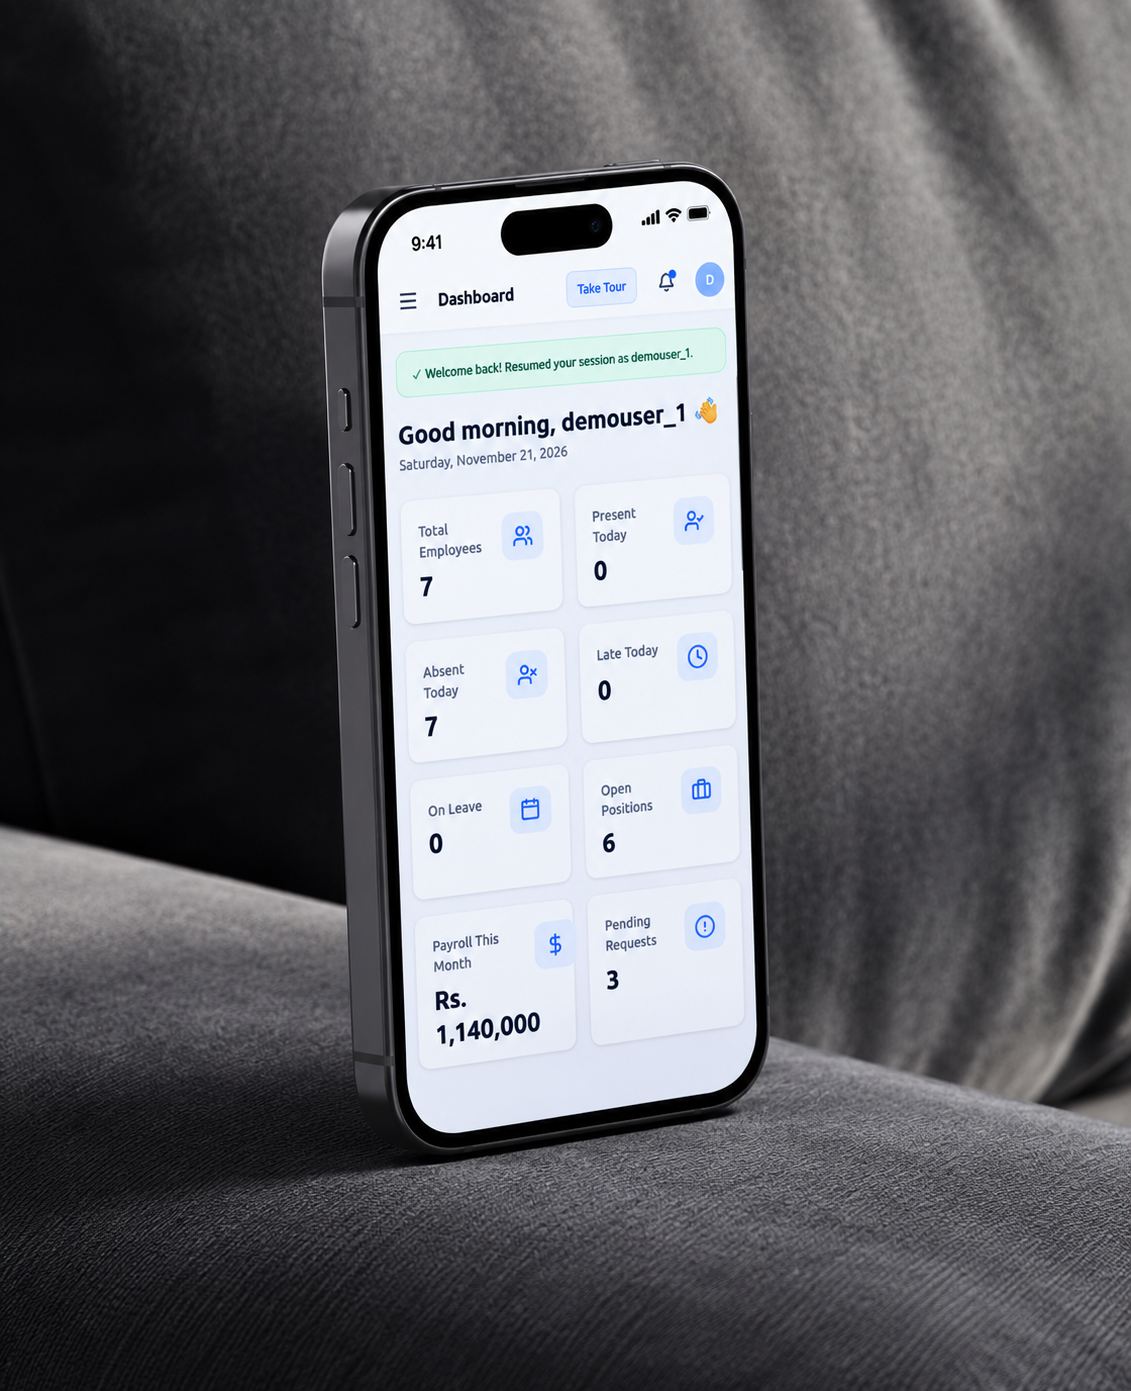 9:41
Dashboard
Take Tour
D
✓ Welcome back! Resumed your session as demouser_1.
Good morning, demouser_1 👋
Saturday, November 21, 2026
Total
Employees
7
Present
Today
0
Absent
Today
7
Late Today
0
On Leave
0
Open
Positions
6
Payroll This
Month
$
Rs.
1,140,000
Pending
Requests
3